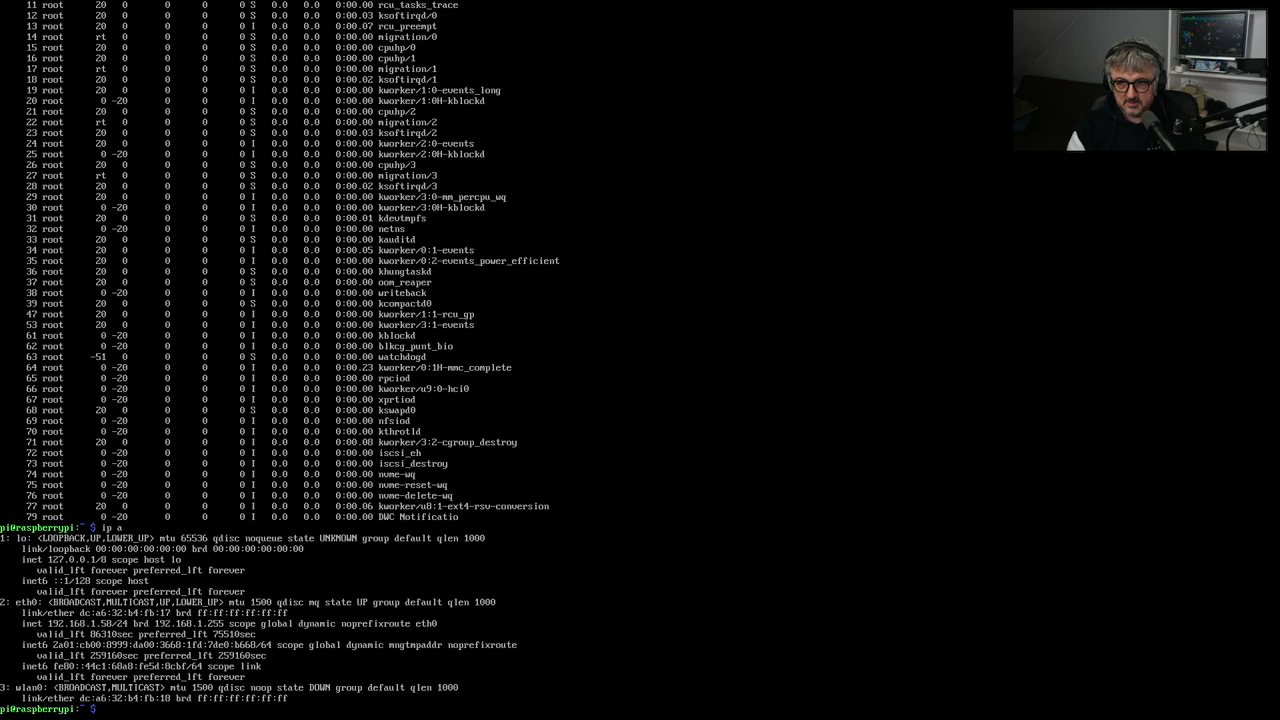 11 root 20 0 0 0 0 S 0.0 0.0 0:00.00 rcu_tasks_trace
12 root 20 0 0 0 0 S 0.0 0.0 0:00.03 ksoftirqd/0
13 root 20 0 0 0 0 I 0.0 0.0 0:00.07 rcu_preempt
14 root rt 0 0 0 0 S 0.0 0.0 0:00.00 migration/0
15 root 20 0 0 0 0 S 0.0 0.0 0:00.00 cpuhp/0
16 root 20 0 0 0 0 S 0.0 0.0 0:00.00 cpuhp/1
17 root rt 0 0 0 0 S 0.0 0.0 0:00.00 migration/1
18 root 20 0 0 0 0 S 0.0 0.0 0:00.02 ksoftirqd/1
19 root 20 0 0 0 0 I 0.0 0.0 0:00.00 kworker/1:0-events_long
20 root 0 -20 0 0 0 I 0.0 0.0 0:00.00 kworker/1:0H-kblockd
21 root 20 0 0 0 0 S 0.0 0.0 0:00.00 cpuhp/2
22 root rt 0 0 0 0 S 0.0 0.0 0:00.00 migration/2
23 root 20 0 0 0 0 S 0.0 0.0 0:00.03 ksoftirqd/2
24 root 20 0 0 0 0 I 0.0 0.0 0:00.00 kworker/2:0-events
25 root 0 -20 0 0 0 I 0.0 0.0 0:00.00 kworker/2:0H-kblockd
26 root 20 0 0 0 0 S 0.0 0.0 0:00.00 cpuhp/3
27 root rt 0 0 0 0 S 0.0 0.0 0:00.00 migration/3
28 root 20 0 0 0 0 S 0.0 0.0 0:00.02 ksoftirqd/3
29 root 20 0 0 0 0 I 0.0 0.0 0:00.00 kworker/3:0-mm_percpu_wq
30 root 0 -20 0 0 0 I 0.0 0.0 0:00.00 kworker/3:0H-kblockd
31 root 20 0 0 0 0 S 0.0 0.0 0:00.01 kdevtmpfs
32 root 0 -20 0 0 0 I 0.0 0.0 0:00.00 netns
33 root 20 0 0 0 0 S 0.0 0.0 0:00.00 kauditd
34 root 20 0 0 0 0 I 0.0 0.0 0:00.05 kworker/0:1-events
35 root 20 0 0 0 0 I 0.0 0.0 0:00.00 kworker/0:2-events_power_efficient
36 root 20 0 0 0 0 S 0.0 0.0 0:00.00 khungtaskd
37 root 20 0 0 0 0 S 0.0 0.0 0:00.00 oom_reaper
38 root 0 -20 0 0 0 I 0.0 0.0 0:00.00 writeback
39 root 20 0 0 0 0 S 0.0 0.0 0:00.00 kcompactd0
47 root 20 0 0 0 0 I 0.0 0.0 0:00.00 kworker/1:1-rcu_gp
53 root 20 0 0 0 0 I 0.0 0.0 0:00.00 kworker/3:1-events
61 root 0 -20 0 0 0 I 0.0 0.0 0:00.00 kblockd
62 root 0 -20 0 0 0 I 0.0 0.0 0:00.00 blkcg_punt_bio
63 root -51 0 0 0 0 S 0.0 0.0 0:00.00 watchdogd
64 root 0 -20 0 0 0 I 0.0 0.0 0:00.23 kworker/0:1H-mmc_complete
65 root 0 -20 0 0 0 I 0.0 0.0 0:00.00 rpciod
66 root 0 -20 0 0 0 I 0.0 0.0 0:00.00 kworker/u9:0-hci0
67 root 0 -20 0 0 0 I 0.0 0.0 0:00.00 xprtiod
68 root 20 0 0 0 0 S 0.0 0.0 0:00.00 kswapd0
69 root 0 -20 0 0 0 I 0.0 0.0 0:00.00 nfsiod
70 root 0 -20 0 0 0 I 0.0 0.0 0:00.00 kthrotld
71 root 20 0 0 0 0 I 0.0 0.0 0:00.08 kworker/3:2-cgroup_destroy
72 root 0 -20 0 0 0 I 0.0 0.0 0:00.00 iscsi_eh
73 root 0 -20 0 0 0 I 0.0 0.0 0:00.00 iscsi_destroy
74 root 0 -20 0 0 0 I 0.0 0.0 0:00.00 nvme-wq
75 root 0 -20 0 0 0 I 0.0 0.0 0:00.00 nvme-reset-wq
76 root 0 -20 0 0 0 I 0.0 0.0 0:00.00 nvme-delete-wq
77 root 20 0 0 0 0 I 0.0 0.0 0:00.06 kworker/u8:1-ext4-rsv-conversion
79 root 0 -20 0 0 0 I 0.0 0.0 0:00.00 DWC Notificatio
pi@raspberrypi:~ $ ip a
1: lo: <LOOPBACK,UP,LOWER_UP> mtu 65536 qdisc noqueue state UNKNOWN group default qlen 1000
link/loopback 00:00:00:00:00:00 brd 00:00:00:00:00:00
inet 127.0.0.1/8 scope host lo
valid_lft forever preferred_lft forever
inet6 ::1/128 scope host
valid_lft forever preferred_lft forever
2: eth0: <BROADCAST,MULTICAST,UP,LOWER_UP> mtu 1500 qdisc mq state UP group default qlen 1000
link/ether dc:a6:32:b4:fb:17 brd ff:ff:ff:ff:ff:ff
inet 192.168.1.58/24 brd 192.168.1.255 scope global dynamic noprefixroute eth0
valid_lft 86310sec preferred_lft 75510sec
inet6 2a01:cb00:8999:da00:3668:1fd:7de0:b668/64 scope global dynamic mngtmpaddr noprefixroute
valid_lft 259160sec preferred_lft 259160sec
inet6 fe80::44c1:68a8:fe5d:8cbf/64 scope link
valid_lft forever preferred_lft forever
3: wlan0: <BROADCAST,MULTICAST> mtu 1500 qdisc noop state DOWN group default qlen 1000
link/ether dc:a6:32:b4:fb:18 brd ff:ff:ff:ff:ff:ff
pi@raspberrypi:~ $